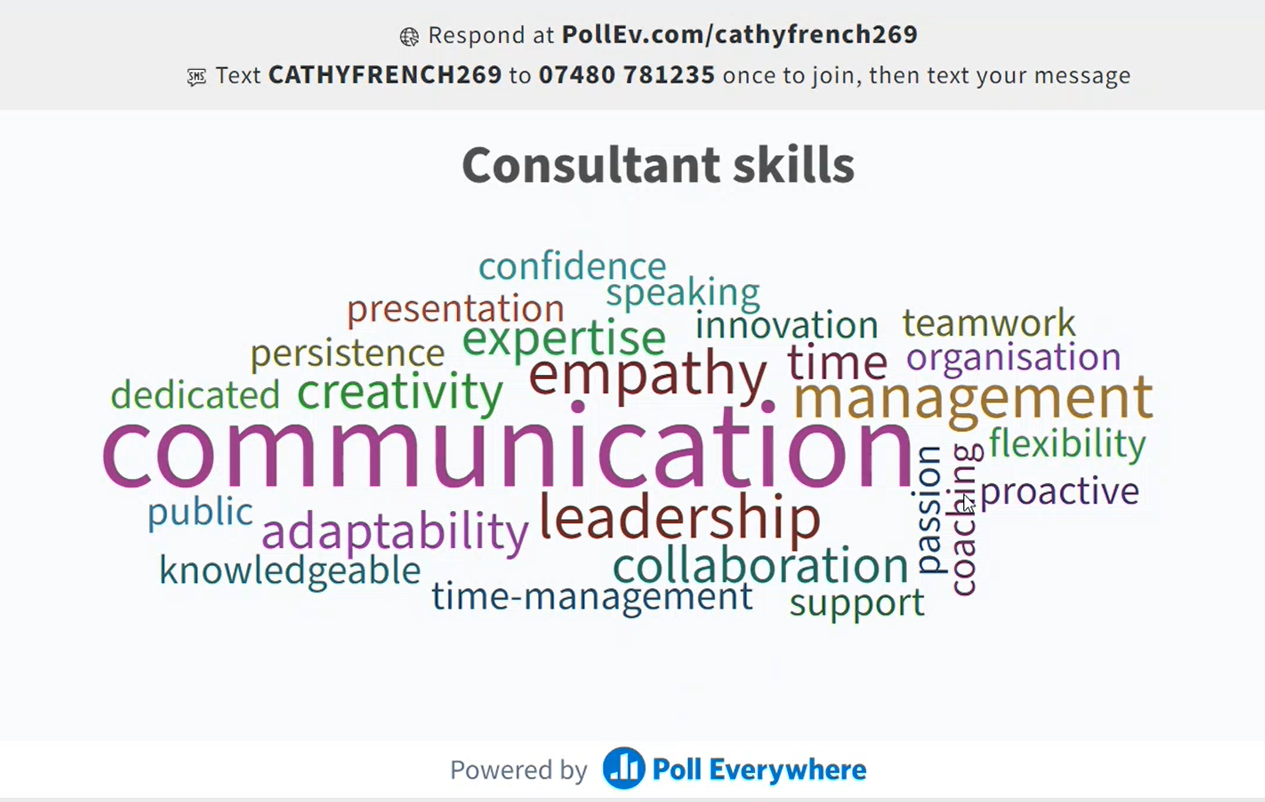 Respond at PollEv.com/cathyfrench269
SMS Text CATHYFRENCH269 to 07480 781235 once to join, then text your message
Consultant skills
confidence
speaking
presentation
innovation
teamwork
expertise
persistence
time
organisation
empathy
dedicated
creativity
management
communication
flexibility
passion
coaching
proactive
public
adaptability
leadership
knowledgeable
collaboration
time-management
support
Powered by Poll Everywhere